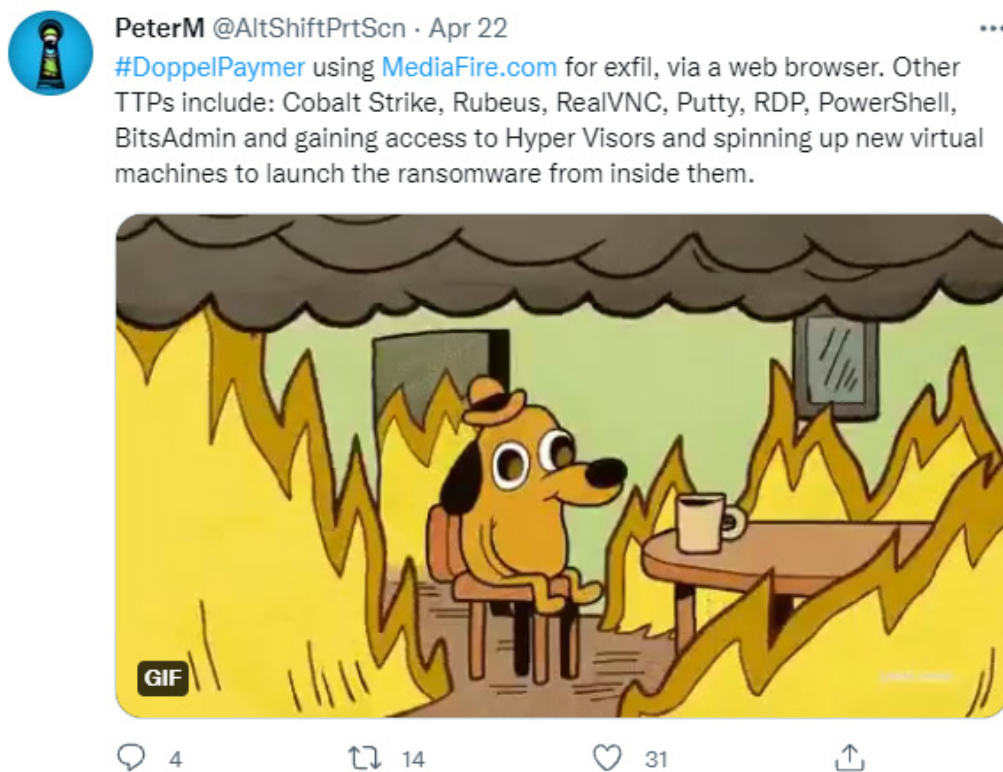 PeterM @AltShiftPrtScn · Apr 22
#DoppelPaymer using MediaFire.com for exfil, via a web browser. Other
TTPs include: Cobalt Strike, Rubeus, RealVNC, Putty, RDP, PowerShell,
BitsAdmin and gaining access to Hyper Visors and spinning up new virtual
machines to launch the ransomware from inside them.
GIF
4 14 31